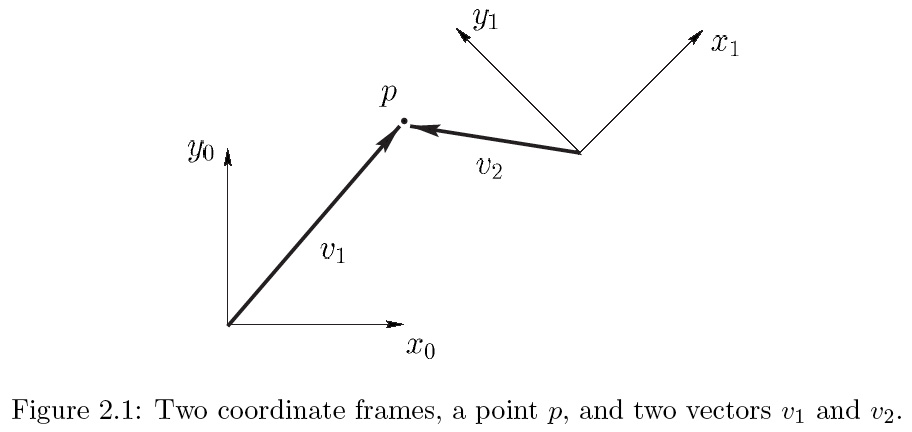 y₁
x₁
p
y₀
v₂
v₁
x₀
Figure 2.1: Two coordinate frames, a point p, and two vectors v₁ and v₂.